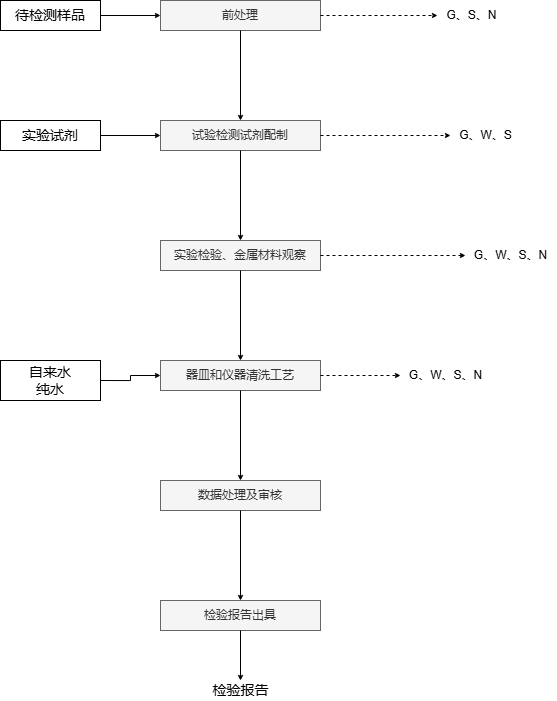 待检测样品
前处理
G、S、N
实验试剂
试验检测试剂配制
G、W、S
实验检验、金属材料观察
G、W、S、N
自来水
纯水
器皿和仪器清洗工艺
G、W、S、N
数据处理及审核
检验报告出具
检验报告